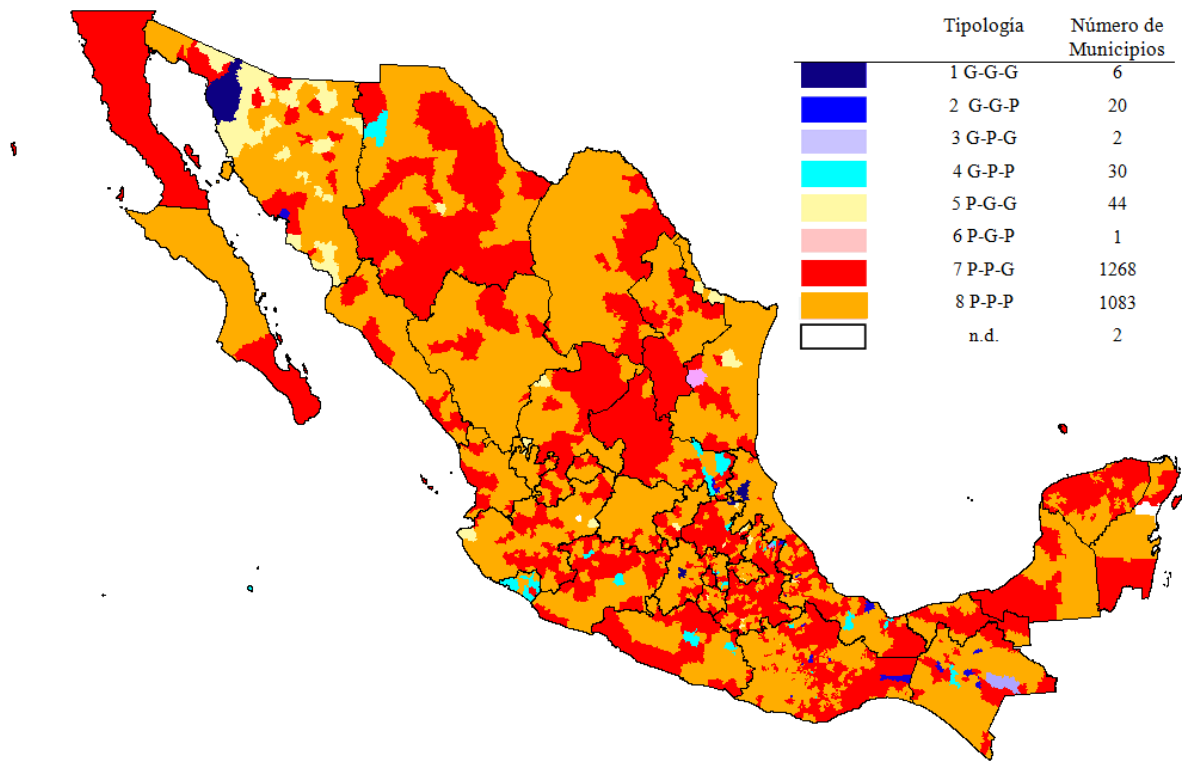 Tipología Número de
Municipios
1 G-G-G 6
2 G-G-P 20
3 G-P-G 2
4 G-P-P 30
5 P-G-G 44
6 P-G-P 1
7 P-P-G 1268
8 P-P-P 1083
n.d. 2